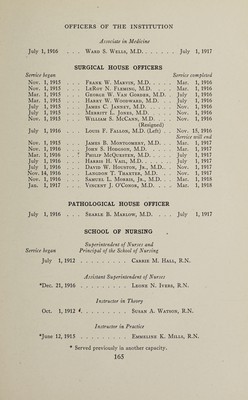 OFFICERS OF THE INSTITUTION
Associate in Medicine
July 1, 1916 . . . Ward S. Wells, M.D. . . . . . . . July 1, 1917
SURGICAL HOUSE OFFICERS
Service began Service completed
Nov. 1, 1915 . . . Frank W. Martin, M.D. . . . . Mar. 1, 1916
Nov. 1, 1915 . . . LeRoy N. Fleming, M.D. . . . Mar. 1, 1916
Mar. 1, 1915 . . . George W. Van Gorder, M.D. July 1, 1916
Mar. 1, 1915 . . . Harry W. Woodward, M.D. . . July 1, 1916
July 1, 1915 . . . James C. Janney, M.D. . . . . Nov. 1, 1916
July 1, 1915 . . . Merritt L. Jones, M.D. . . . . Nov. 1, 1916
Nov. 1, 1915 . . . William S. McCann, M.D. . . . Nov. 1, 1916
(Resigned)
July 1, 1916 . . . Louis F. Fallon, M.D. (Left) . Nov. 15, 1916
Service will end
Nov. 1, 1915 . . . James B. Montgomery, M.D. . Mar. 1, 1917
Nov. 1, 1916 . . . John S. Hodgson, M.D. . . . . Mar. 1, 1917
Mar. 1, 1916 . . . Philip McQuesten, M.D. . . . . July 1, 1917
July 1, 1916 . . . Harris H. Vail, M.D. . . . . . July 1, 1917
July 1, 1916 . . . David W. Houston, Jr., M.D. . Nov. 1, 1917
Nov. 14, 1916 . . . Langdon T. Thaxter, M.D. . . Nov. 1, 1917
Nov. 1, 1916 . . . Samuel L. Morris, Jr., M.D. . Mar. 1, 1918
Jan. 1, 1917 . . . Vincent J. O'Conor, M.D. . . . Mar. 1, 1918
PATHOLOGICAL HOUSE OFFICER
July 1, 1916 . . . Searle B. Marlow, M.D. . . . July 1, 1917
SCHOOL OF NURSING
Superintendent of Nurses and
Service began Principal of the School of Nursing
July 1, 1912 . . . . . . . . . Carrie M. Hall, R.N.
Assistant Superintendent of Nurses
*Dec. 21, 1916 . . . . . . . . . Leone N. Ivers, R.N.
Instructor in Theory
Oct. 1, 1912 . . . . . . . . . Susan A. Watson, R.N.
Instructor in Practice
*June 12, 1915 . . . . . . . . . Emmeline K. Mills, R.N.
* Served previously in another capacity.
165